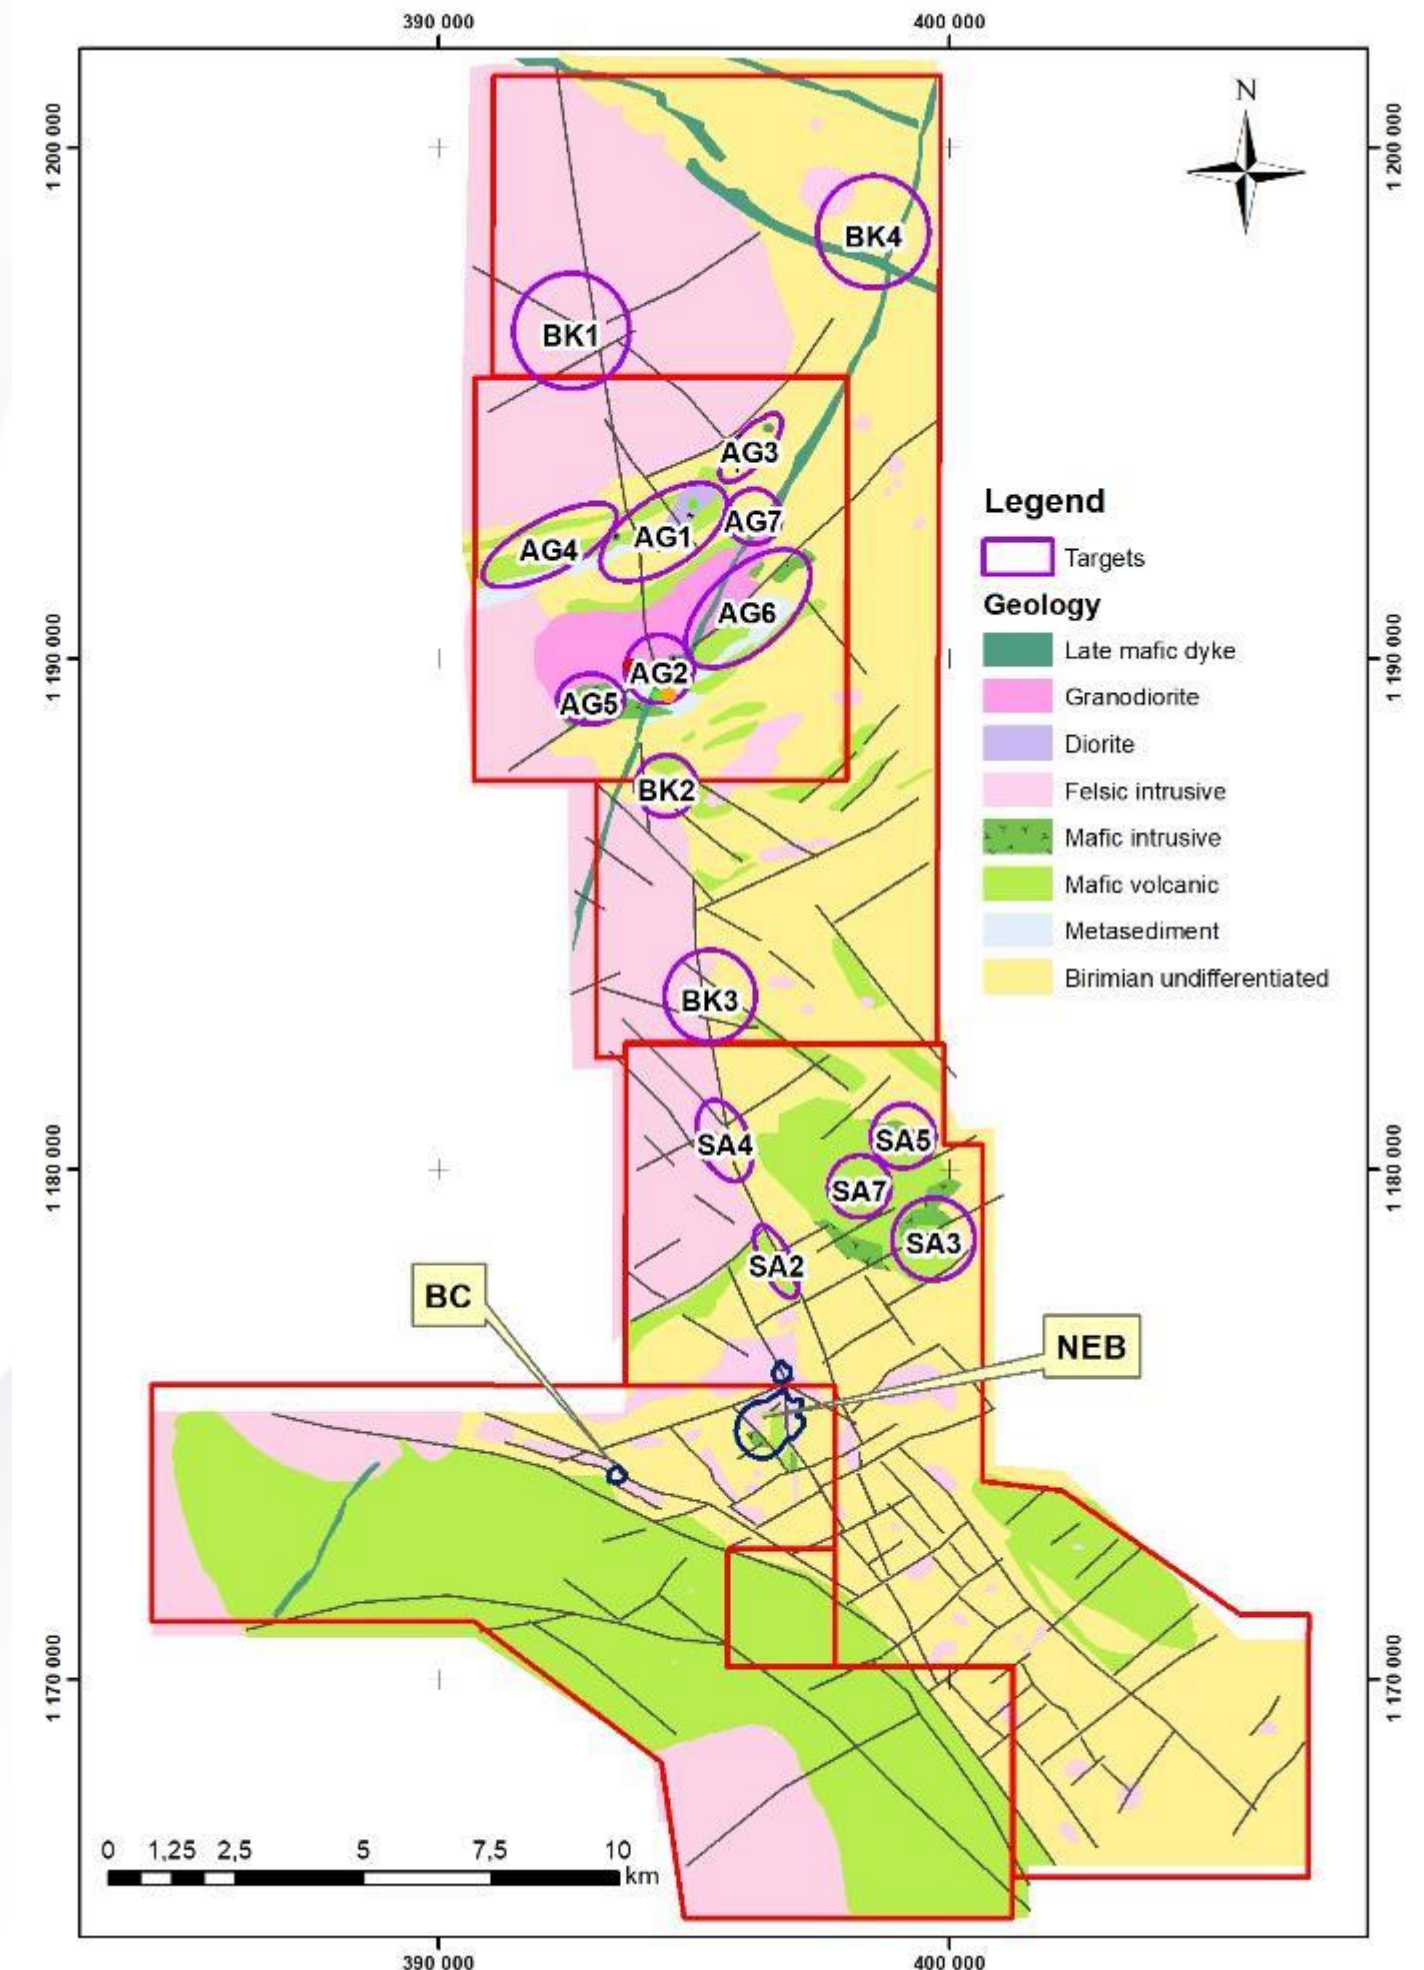 390 000
400 000
N
1 200 000
1 200 000
BK4
BK1
AG3
Legend
AG7
AG1
AG4
Targets
Geology
AG6
Late mafic dyke
1 190 000
1 190 000
AG2
Granodiorite
AG5
Diorite
BK2
Felsic intrusive
Mafic intrusive
Mafic volcanic
Metasediment
Birimian undifferentiated
BK3
SA4
SA5
1 180 000
1 180 000
SA7
SA3
SA2
BC
NEB
1 170 000
1 170 000
0 1,25 2,5 5 7,5 10
km
390 000
400 000